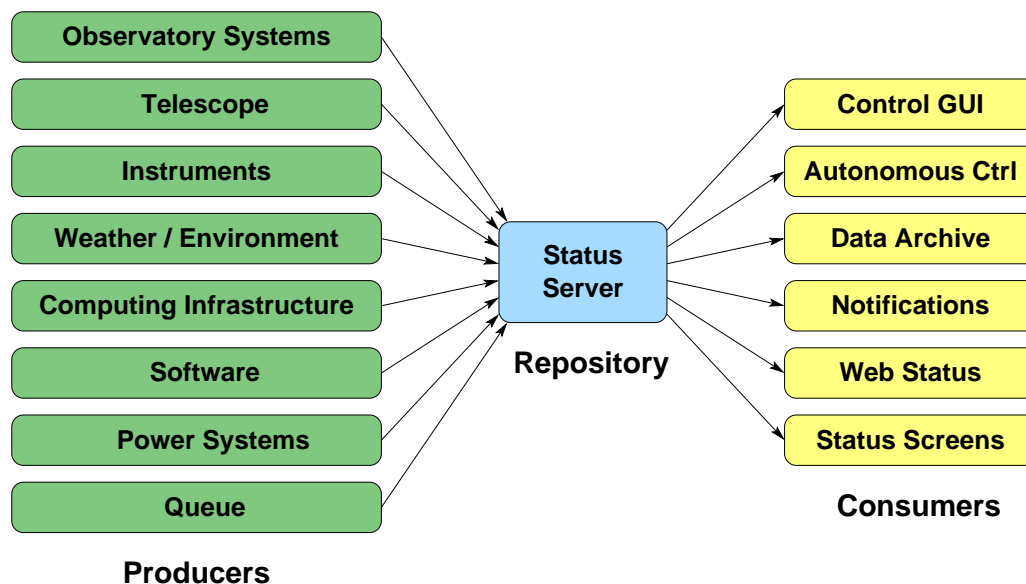 Observatory Systems
Telescope
Instruments
Weather / Environment
Computing Infrastructure
Software
Power Systems
Queue
Producers
Status
Server
Repository
Control GUI
Autonomous Ctrl
Data Archive
Notifications
Web Status
Status Screens
Consumers